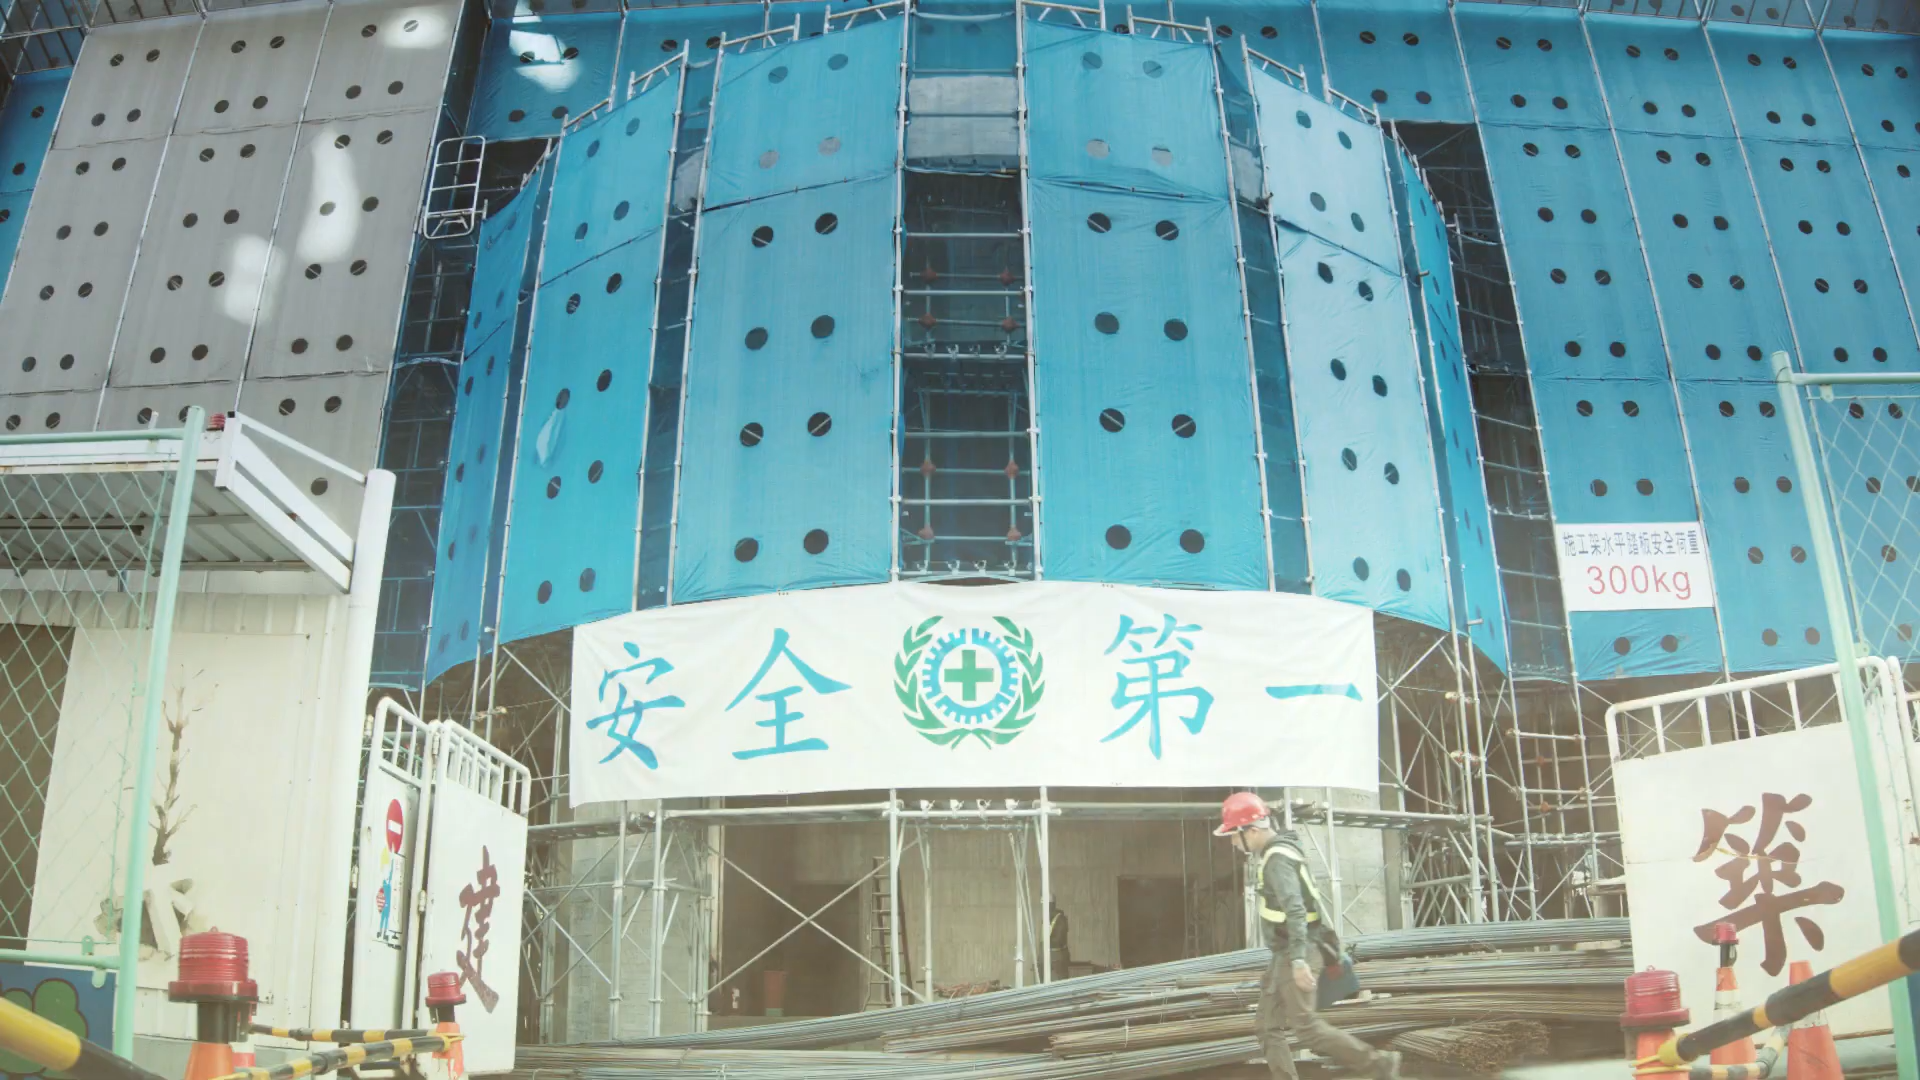 施工架水平踏板安全荷重
300kg
安全第一
建
築